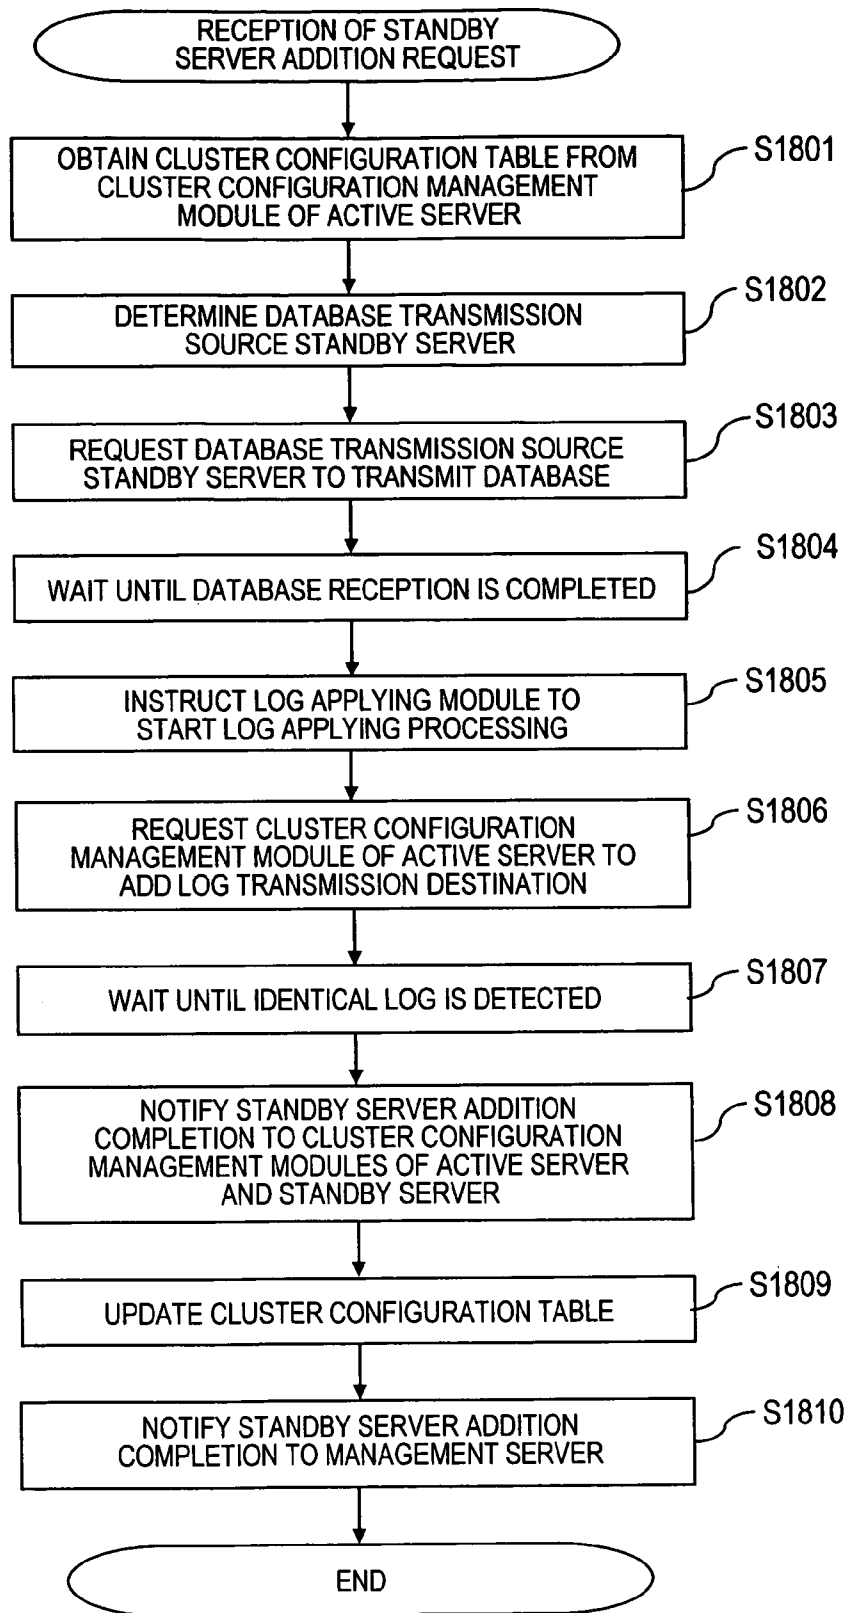 RECEPTION OF STANDBY
SERVER ADDITION REQUEST
OBTAIN CLUSTER CONFIGURATION TABLE FROM
CLUSTER CONFIGURATION MANAGEMENT
MODULE OF ACTIVE SERVER
S1801
DETERMINE DATABASE TRANSMISSION
SOURCE STANDBY SERVER
S1802
REQUEST DATABASE TRANSMISSION SOURCE
STANDBY SERVER TO TRANSMIT DATABASE
S1803
WAIT UNTIL DATABASE RECEPTION IS COMPLETED
S1804
INSTRUCT LOG APPLYING MODULE TO
START LOG APPLYING PROCESSING
S1805
REQUEST CLUSTER CONFIGURATION
MANAGEMENT MODULE OF ACTIVE SERVER TO
ADD LOG TRANSMISSION DESTINATION
S1806
WAIT UNTIL IDENTICAL LOG IS DETECTED
S1807
NOTIFY STANDBY SERVER ADDITION
COMPLETION TO CLUSTER CONFIGURATION
MANAGEMENT MODULES OF ACTIVE SERVER
AND STANDBY SERVER
S1808
UPDATE CLUSTER CONFIGURATION TABLE
S1809
NOTIFY STANDBY SERVER ADDITION
COMPLETION TO MANAGEMENT SERVER
S1810
END